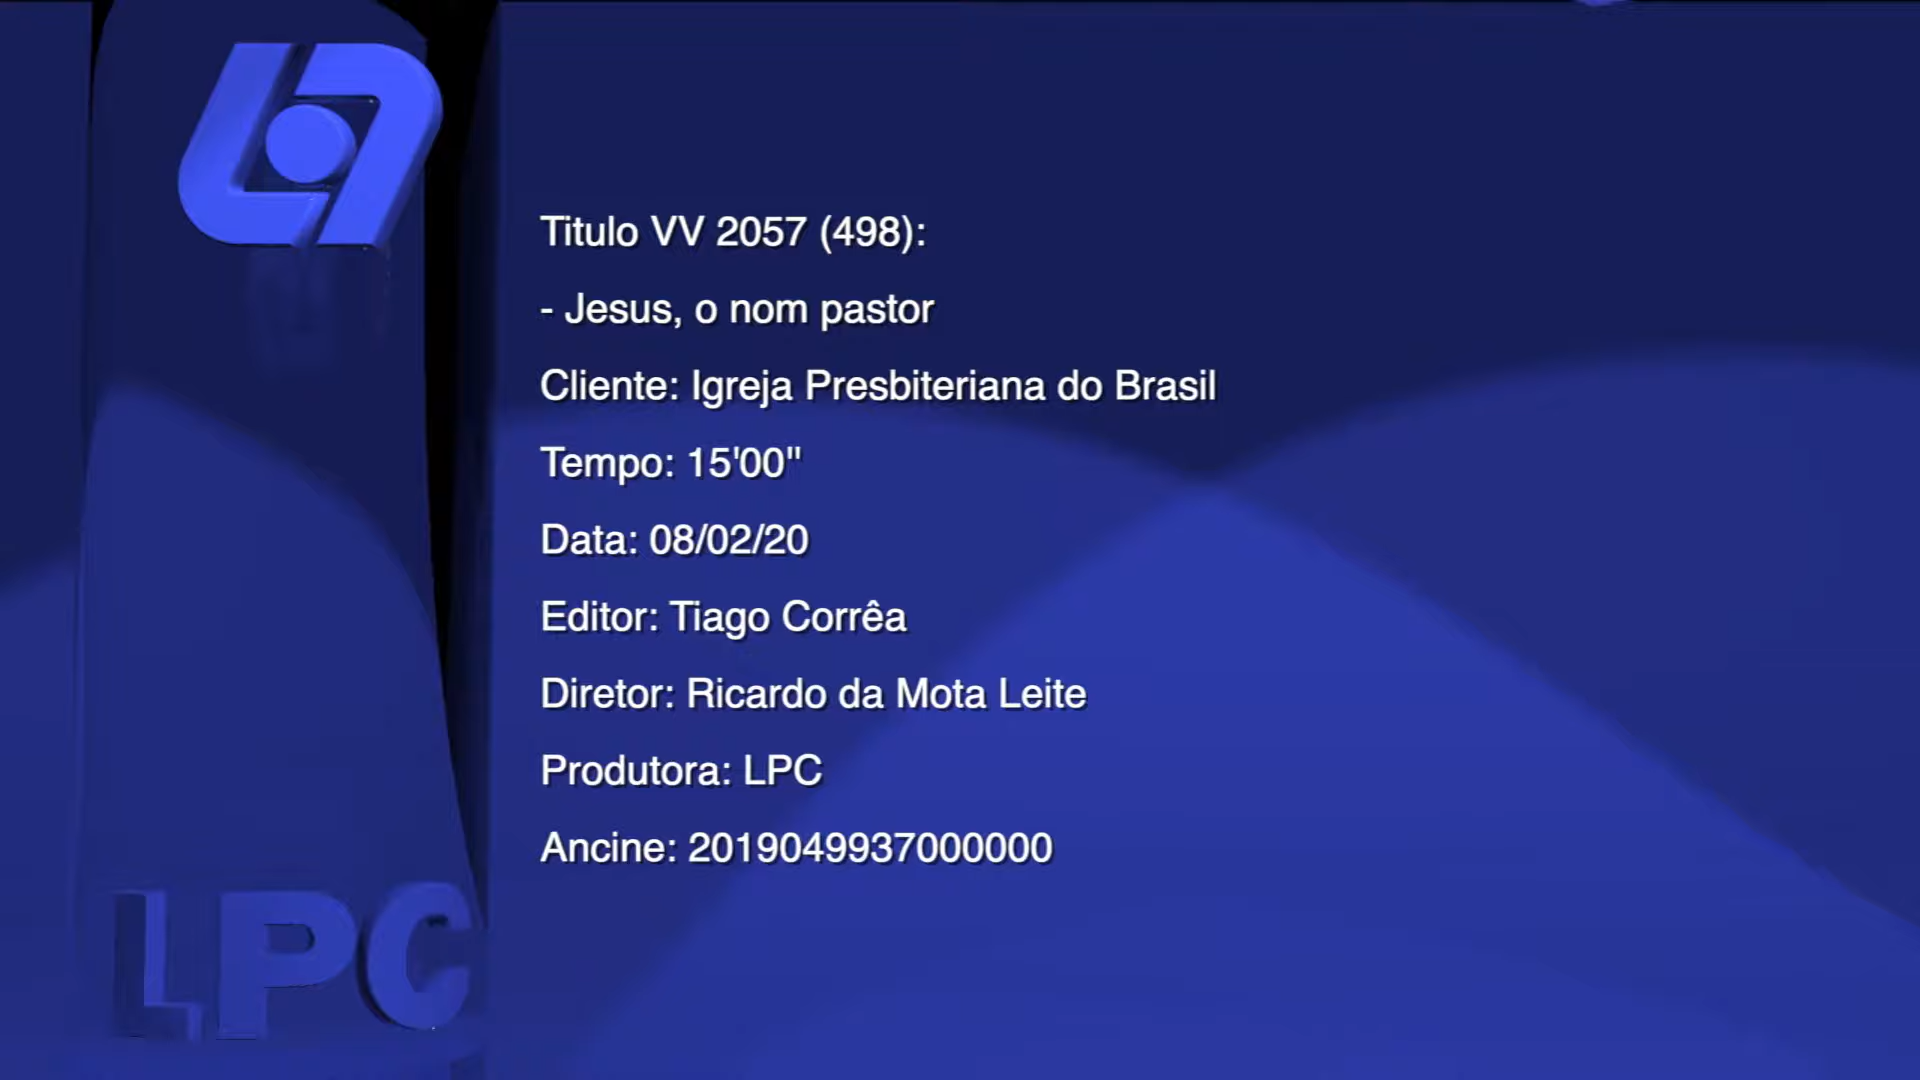 Titulo VV 2057 (498):
- Jesus, o nom pastor
Cliente: Igreja Presbiteriana do Brasil
Tempo: 15'00"
Data: 08/02/20
Editor: Tiago Corrêa
Diretor: Ricardo da Mota Leite
Produtora: LPC
Ancine: 2019049937000000
LPC